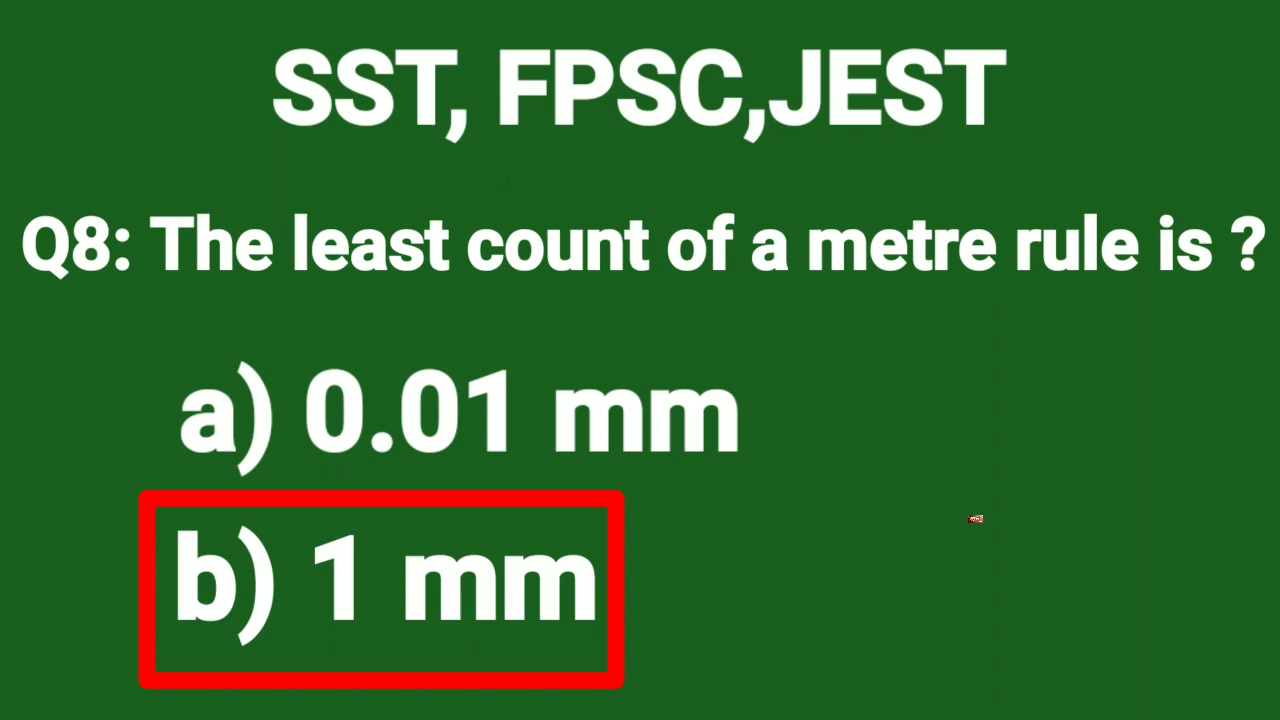 SST, FPSC,JEST
Q8: The least count of a metre rule is ?
a) 0.01 mm
b) 1 mm